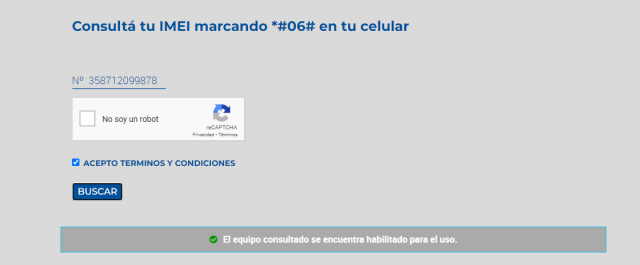 Consultá tu IMEI marcando *#06# en tu celular
Nº 358712099878
No soy un robot
reCAPTCHA
Privacidad - Términos
ACEPTO TERMINOS Y CONDICIONES
BUSCAR
El equipo consultado se encuentra habilitado para el uso.